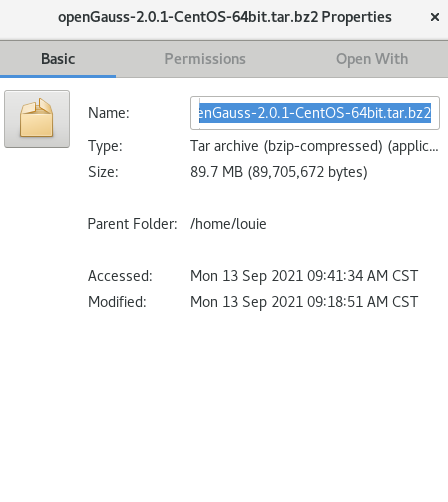 openGauss-2.0.1-CentOS-64bit.tar.bz2 Properties ×
Basic Permissions Open With
Name: enGauss-2.0.1-CentOS-64bit.tar.bz2
Type: Tar archive (bzip-compressed) (applic...
Size: 89.7 MB (89,705,672 bytes)
Parent Folder: /home/louie
Accessed: Mon 13 Sep 2021 09:41:34 AM CST
Modified: Mon 13 Sep 2021 09:18:51 AM CST